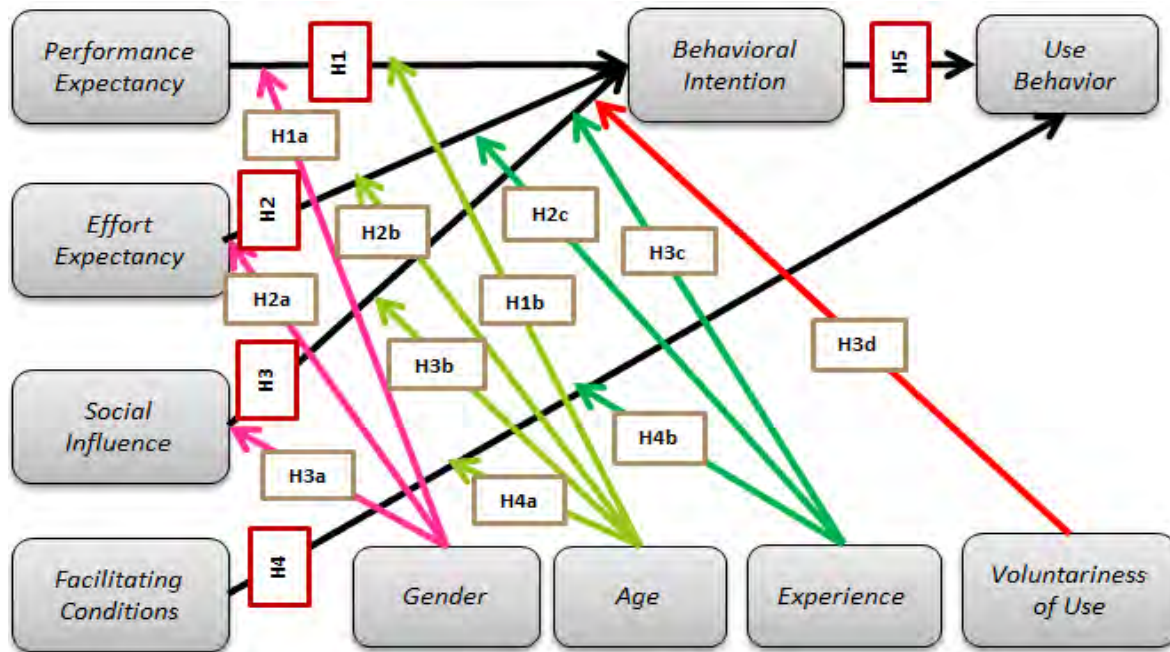 Performance
Expectancy
H1
Behavioral
Intention
H5
Use
Behavior
H1a
Effort
Expectancy
H2
H2b
H2c
H3c
H2a
H1b
H3d
Social
Influence
H3
H3b
H3a
H4b
H4a
Facilitating
Conditions
H4
Gender
Age
Experience
Voluntariness
of Use